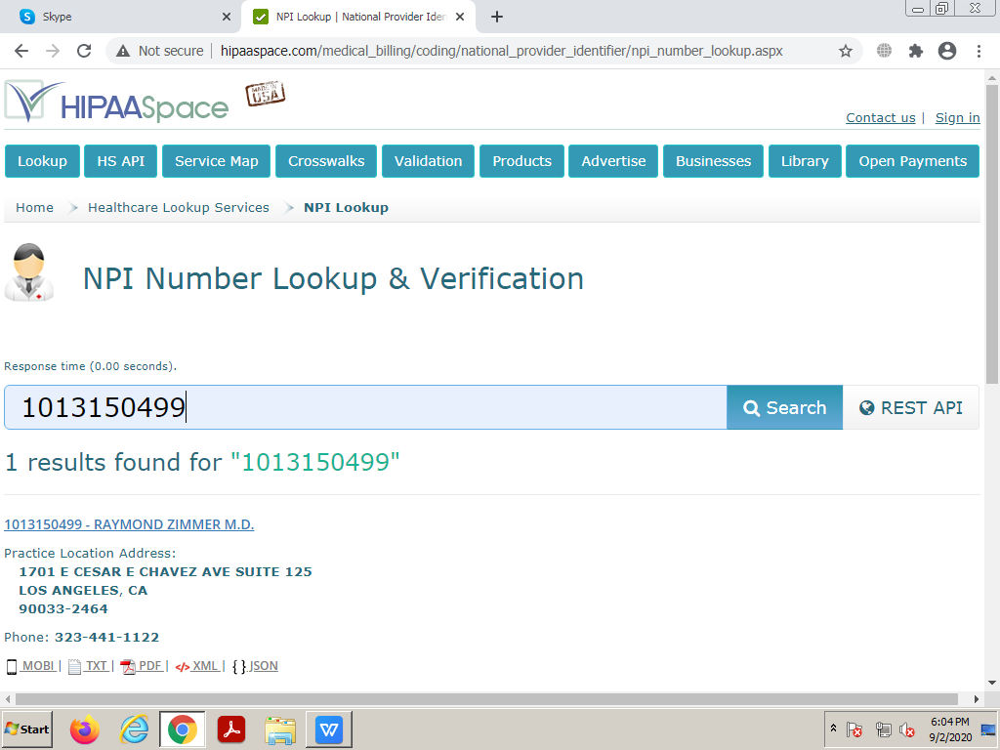 Skype
NPI Lookup | National Provider Iden
Not secure | hipaaspace.com/medical_billing/coding/national_provider_identifier/npi_number_lookup.aspx
HIPAASpace
MADE IN USA
Contact us | Sign in
Lookup HS API Service Map Crosswalks Validation Products Advertise Businesses Library Open Payments
Home Healthcare Lookup Services NPI Lookup
NPI Number Lookup & Verification
Response time (0.00 seconds).
1013150499 Search REST API
1 results found for "1013150499"
1013150499 - RAYMOND ZIMMER M.D.
Practice Location Address:
1701 E CESAR E CHAVEZ AVE SUITE 125
LOS ANGELES, CA
90033-2464
Phone: 323-441-1122
MOBI | TXT | PDF | </> XML | { } JSON
Start
6:04 PM
9/2/2020